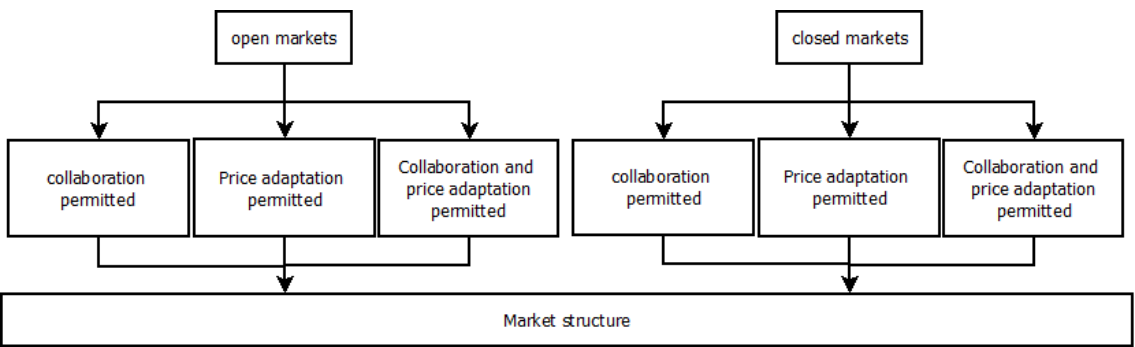 open markets
closed markets
collaboration
permitted
Price adaptation
permitted
Collaboration and
price adaptation
permitted
collaboration
permitted
Price adaptation
permitted
Collaboration and
price adaptation
permitted
Market structure